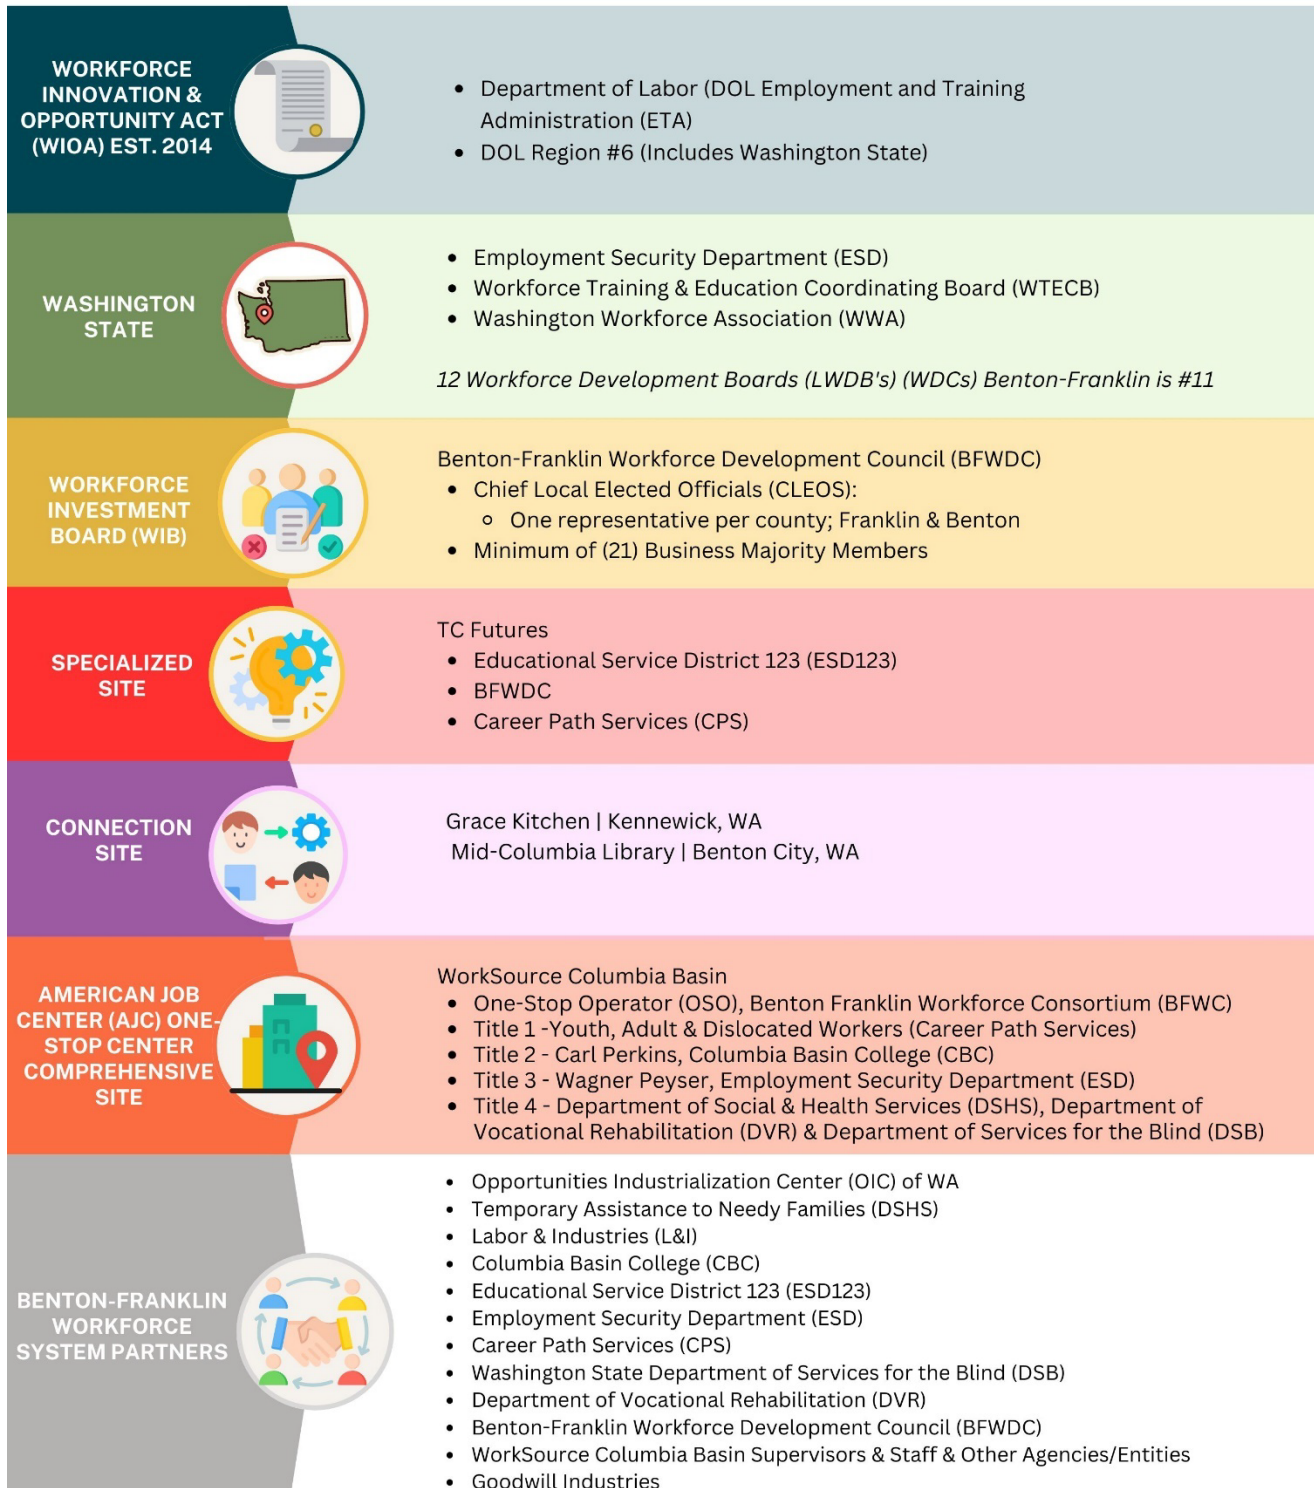 WORKFORCE
INNOVATION &
OPPORTUNITY ACT
(WIOA) EST. 2014
• Department of Labor (DOL Employment and Training
Administration (ETA)
• DOL Region #6 (Includes Washington State)
WASHINGTON
STATE
• Employment Security Department (ESD)
• Workforce Training & Education Coordinating Board (WTECB)
• Washington Workforce Association (WWA)
12 Workforce Development Boards (LWDB's) (WDCs) Benton-Franklin is #11
WORKFORCE
INVESTMENT
BOARD (WIB)
Benton-Franklin Workforce Development Council (BFWDC)
• Chief Local Elected Officials (CLEOS):
o One representative per county; Franklin & Benton
• Minimum of (21) Business Majority Members
SPECIALIZED
SITE
TC Futures
• Educational Service District 123 (ESD123)
• BFWDC
• Career Path Services (CPS)
CONNECTION
SITE
Grace Kitchen | Kennewick, WA
Mid-Columbia Library | Benton City, WA
AMERICAN JOB
CENTER (AJC) ONE-
STOP CENTER
COMPREHENSIVE
SITE
WorkSource Columbia Basin
• One-Stop Operator (OSO), Benton Franklin Workforce Consortium (BFWC)
• Title 1 -Youth, Adult & Dislocated Workers (Career Path Services)
• Title 2 - Carl Perkins, Columbia Basin College (CBC)
• Title 3 - Wagner Peyser, Employment Security Department (ESD)
• Title 4 - Department of Social & Health Services (DSHS), Department of
Vocational Rehabilitation (DVR) & Department of Services for the Blind (DSB)
BENTON-FRANKLIN
WORKFORCE
SYSTEM PARTNERS
• Opportunities Industrialization Center (OIC) of WA
• Temporary Assistance to Needy Families (DSHS)
• Labor & Industries (L&I)
• Columbia Basin College (CBC)
• Educational Service District 123 (ESD123)
• Employment Security Department (ESD)
• Career Path Services (CPS)
• Washington State Department of Services for the Blind (DSB)
• Department of Vocational Rehabilitation (DVR)
• Benton-Franklin Workforce Development Council (BFWDC)
• WorkSource Columbia Basin Supervisors & Staff & Other Agencies/Entities
• Goodwill Industries